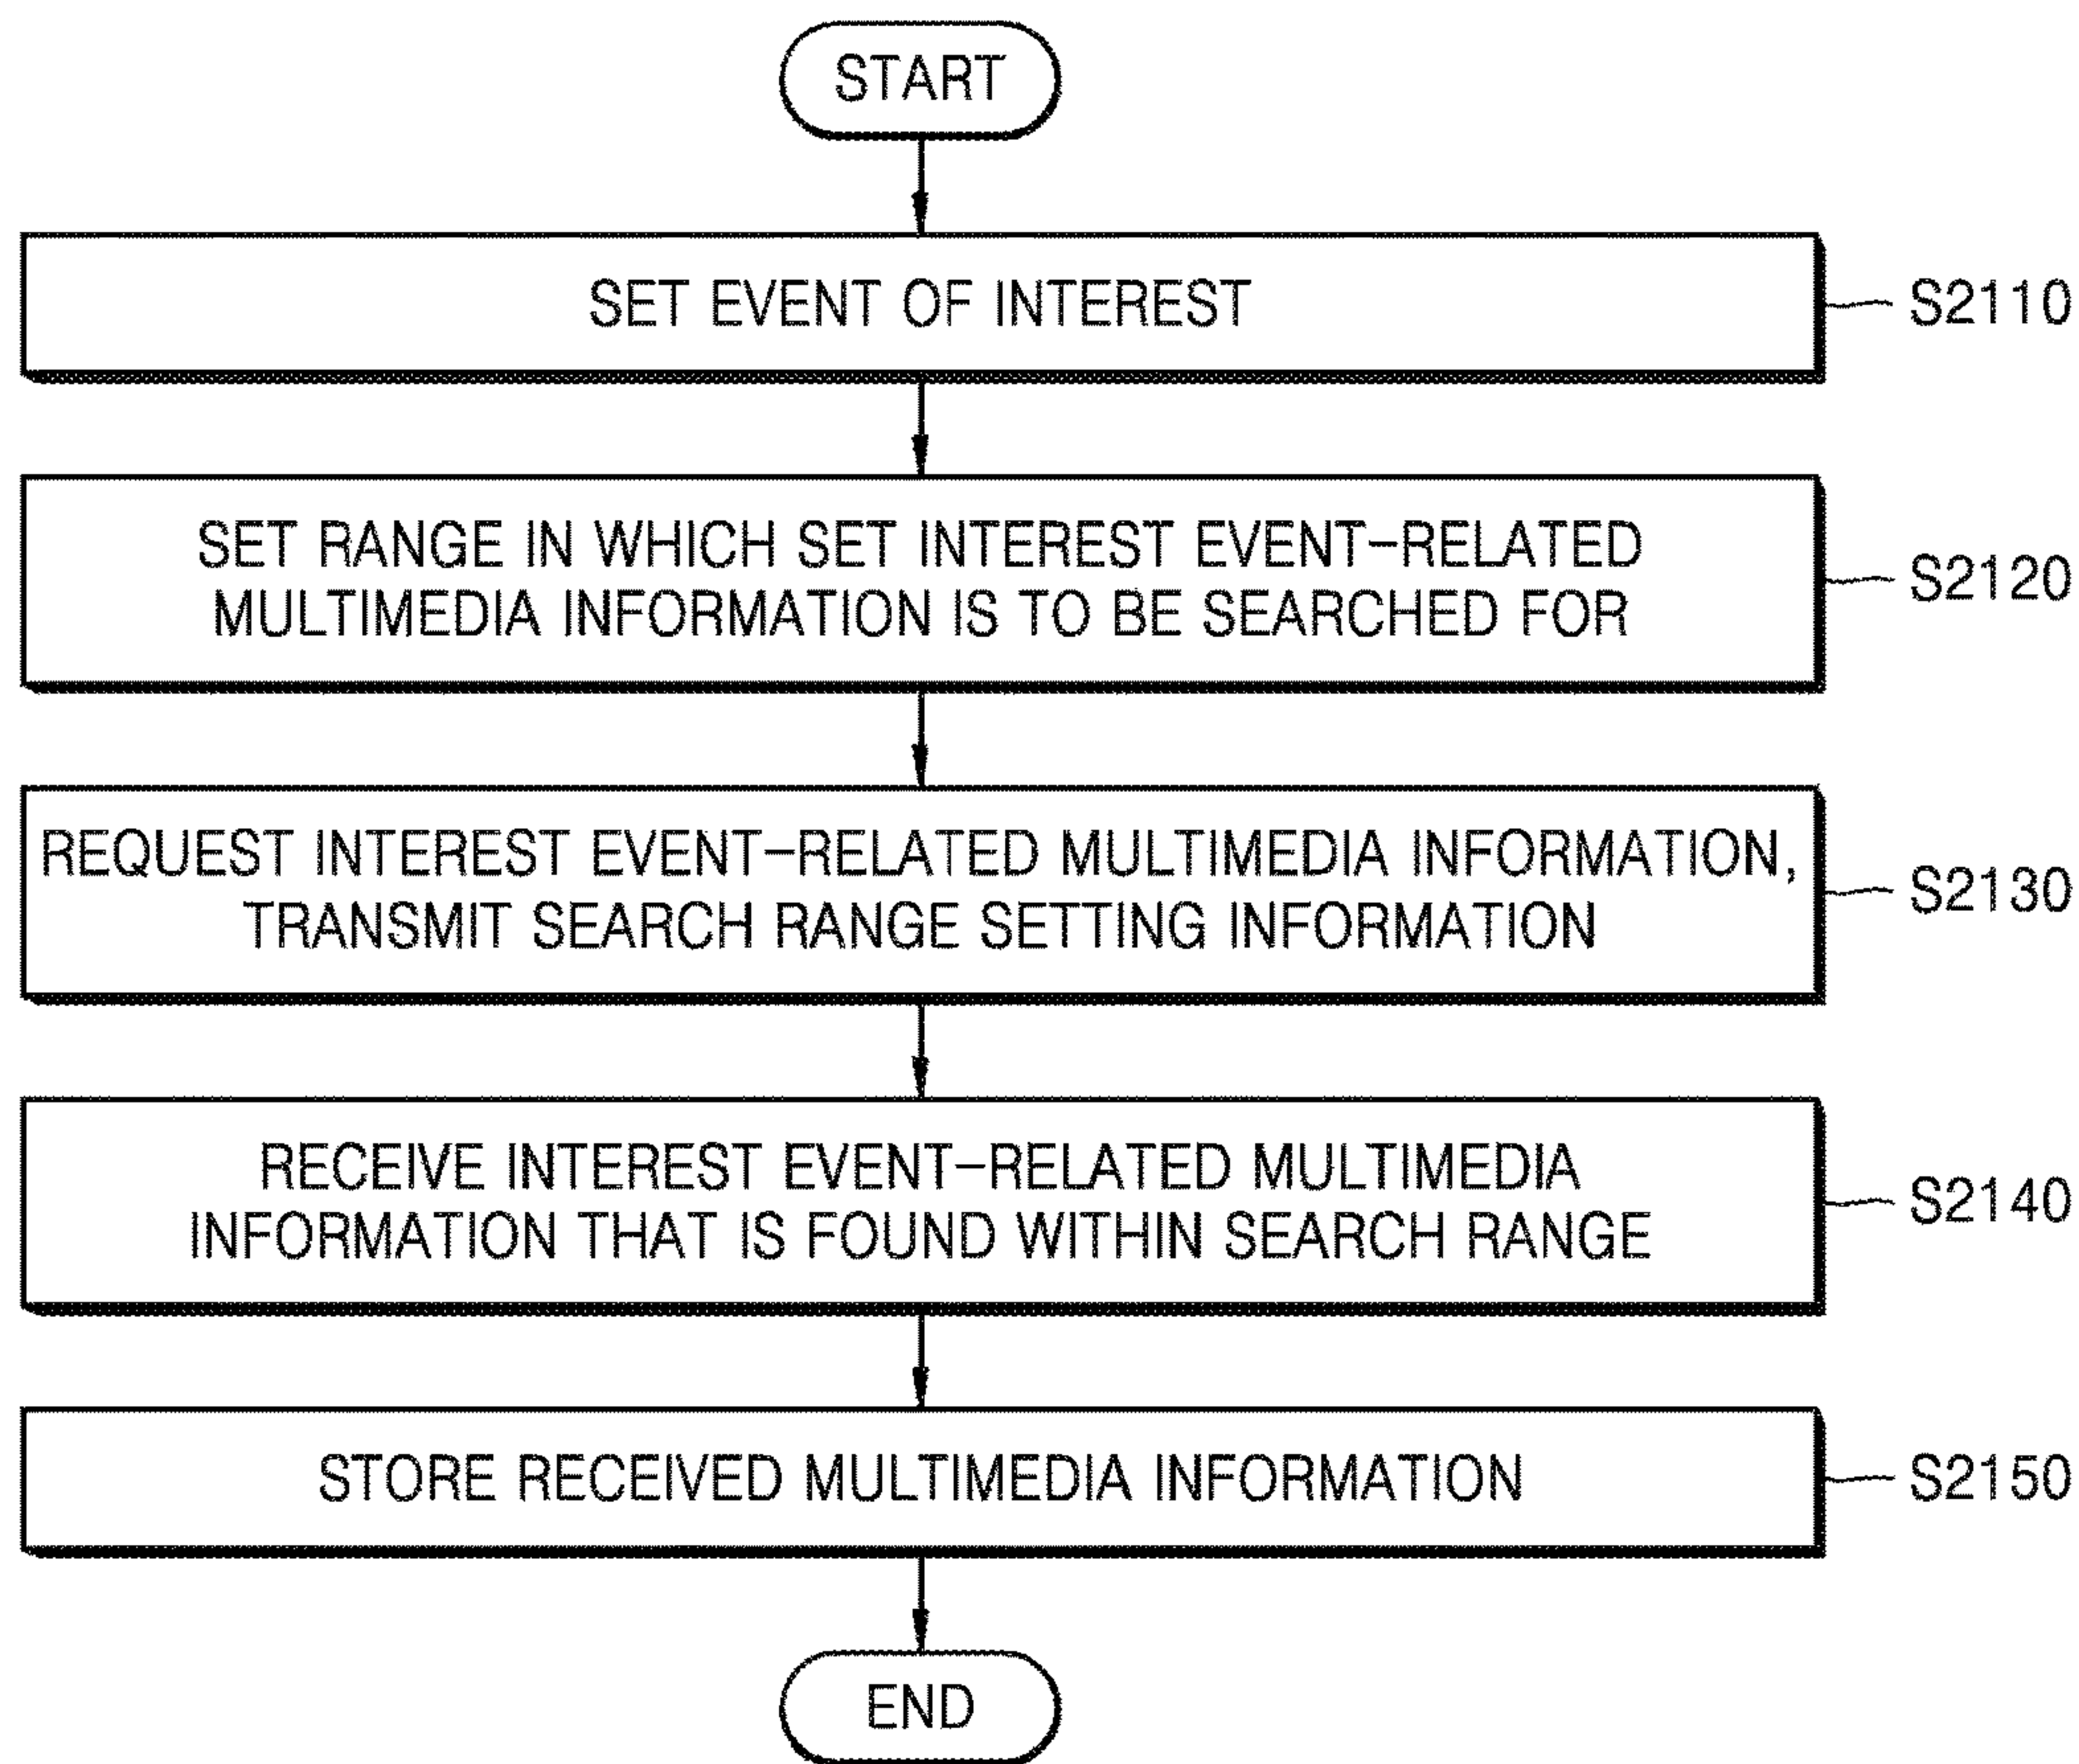 START
SET EVENT OF INTEREST
S2110
SET RANGE IN WHICH SET INTEREST EVENT-RELATED
MULTIMEDIA INFORMATION IS TO BE SEARCHED FOR
S2120
REQUEST INTEREST EVENT-RELATED MULTIMEDIA INFORMATION,
TRANSMIT SEARCH RANGE SETTING INFORMATION
S2130
RECEIVE INTEREST EVENT-RELATED MULTIMEDIA
INFORMATION THAT IS FOUND WITHIN SEARCH RANGE
S2140
STORE RECEIVED MULTIMEDIA INFORMATION
S2150
END